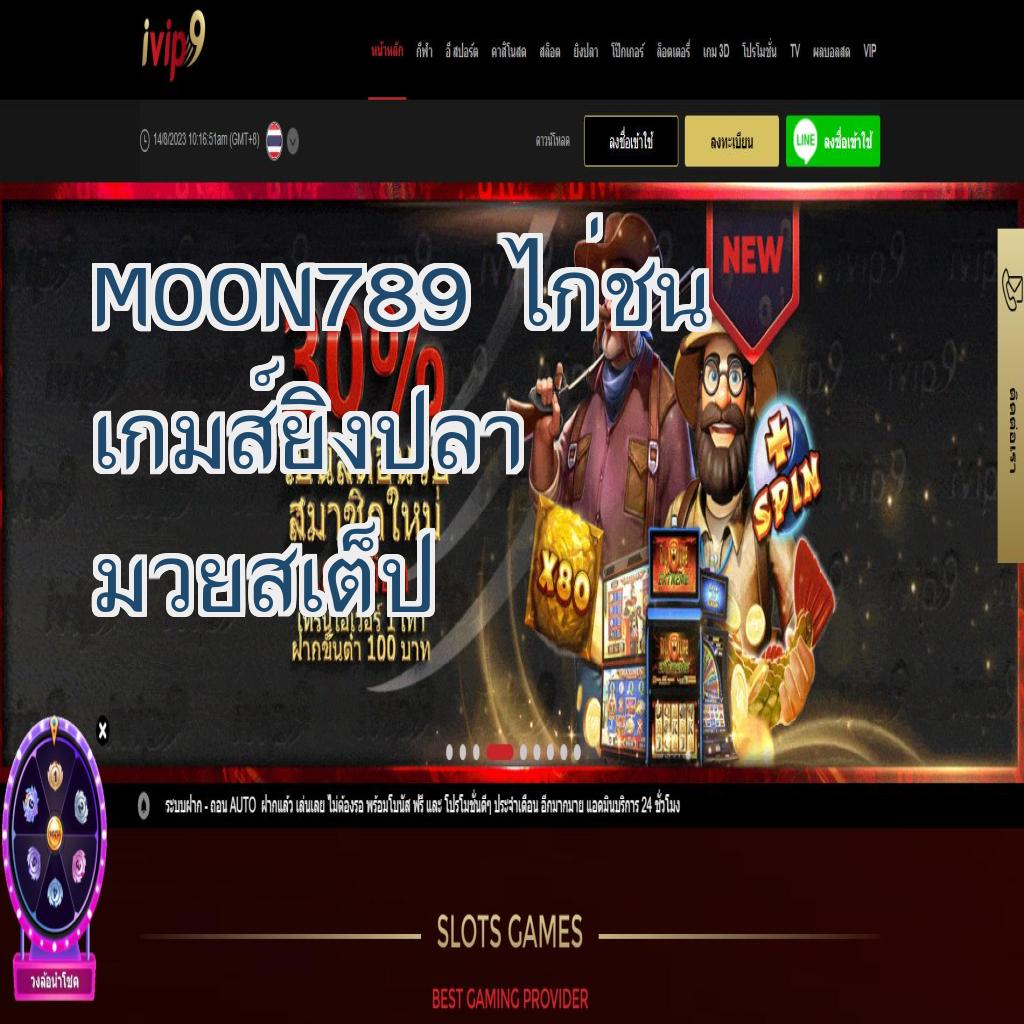 ivip9
หน้าหลัก กีฬา อีสปอร์ต คาสิโนสด สล็อต ยิงปลา โป๊กเกอร์ ล็อตเตอรี่ เกม 3D โปรโมชั่น TV ผลบอลสด VIP
14/8/2023 10:16:51am (GMT+8)
ดาวน์โหลด ลงชื่อเข้าใช้ ลงทะเบียน LINE ลงชื่อเข้าใช้
NEW
MOON789 ไก่ชน
30%
เกมส์ยิงปลา
สมาชิกใหม่
+ SPIN
มวยสเต็ป
X80
EXTREME
ฝากขั้นต่ำ 100 บาท
ติดต่อเรา
X
ระบบฝาก - ถอน AUTO ฝากแล้ว เล่นเลย ไม่ต้องรอ พร้อมโบนัส ฟรี และ โปรโมชั่นดีๆ ประจำเดือน อีกมากมาย แอดมินบริการ 24 ชั่วโมง
วงล้อนำโชค
SLOTS GAMES
BEST GAMING PROVIDER